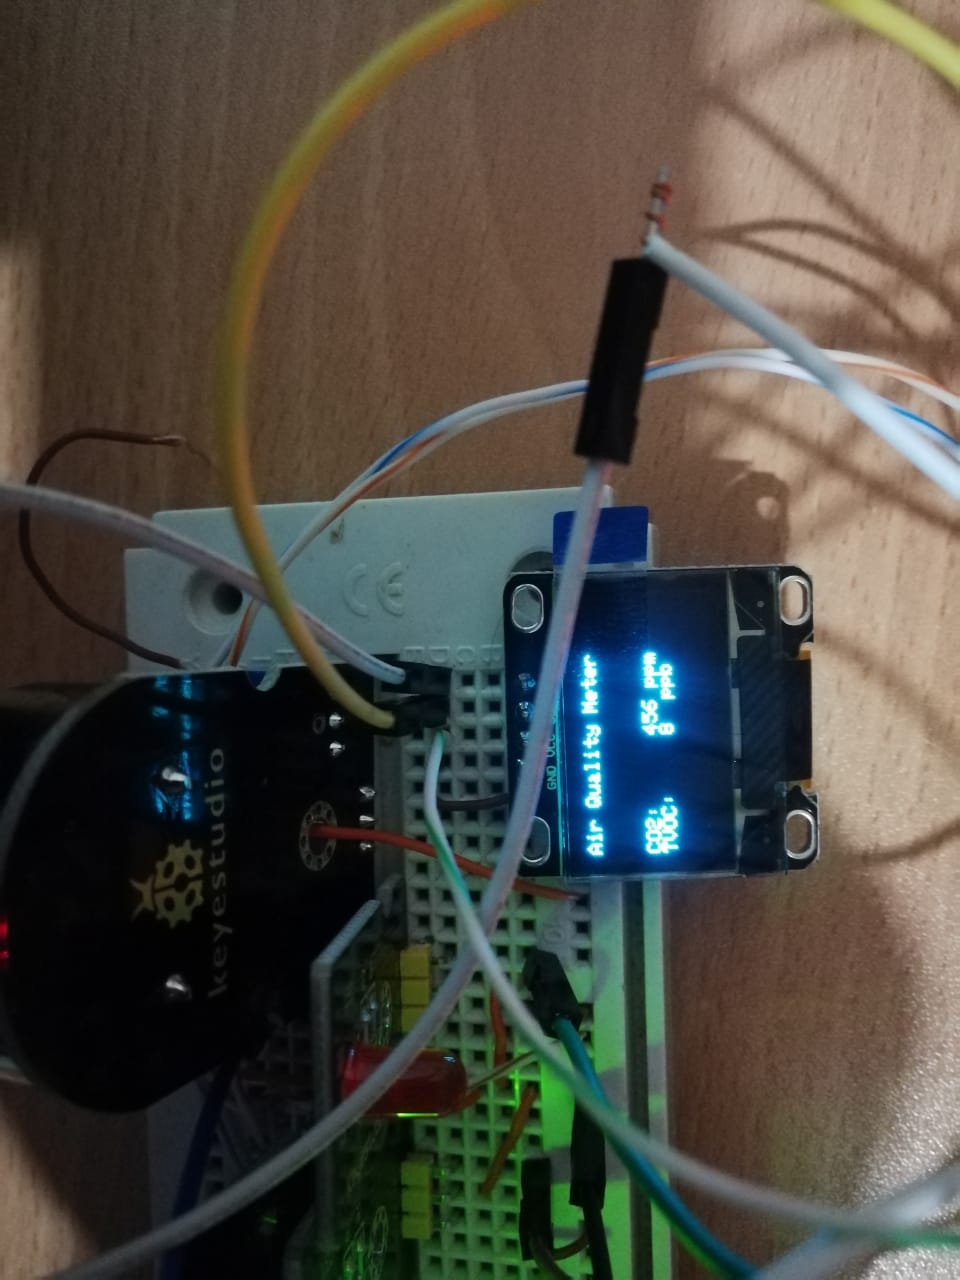 Air Quality Meter
CO2: 456 ppm
TVOC: 8 ppb
GND VCC
keyestudio
CE